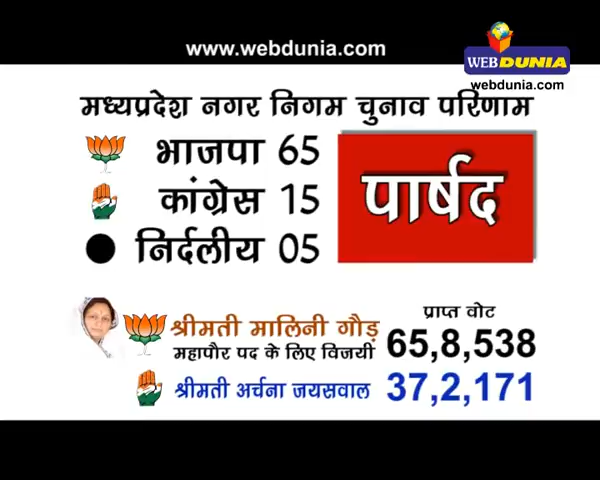 www.webdunia.com
WEBDUNIA
webdunia.com
मध्यप्रदेश नगर निगम चुनाव परिणाम
भाजपा 65
कांग्रेस 15
निर्दलीय 05
पार्षद
प्राप्त वोट
श्रीमती मालिनी गौड़
महापौर पद के लिए विजयी
65,8,538
श्रीमती अर्चना जायसवाल 37,2,171